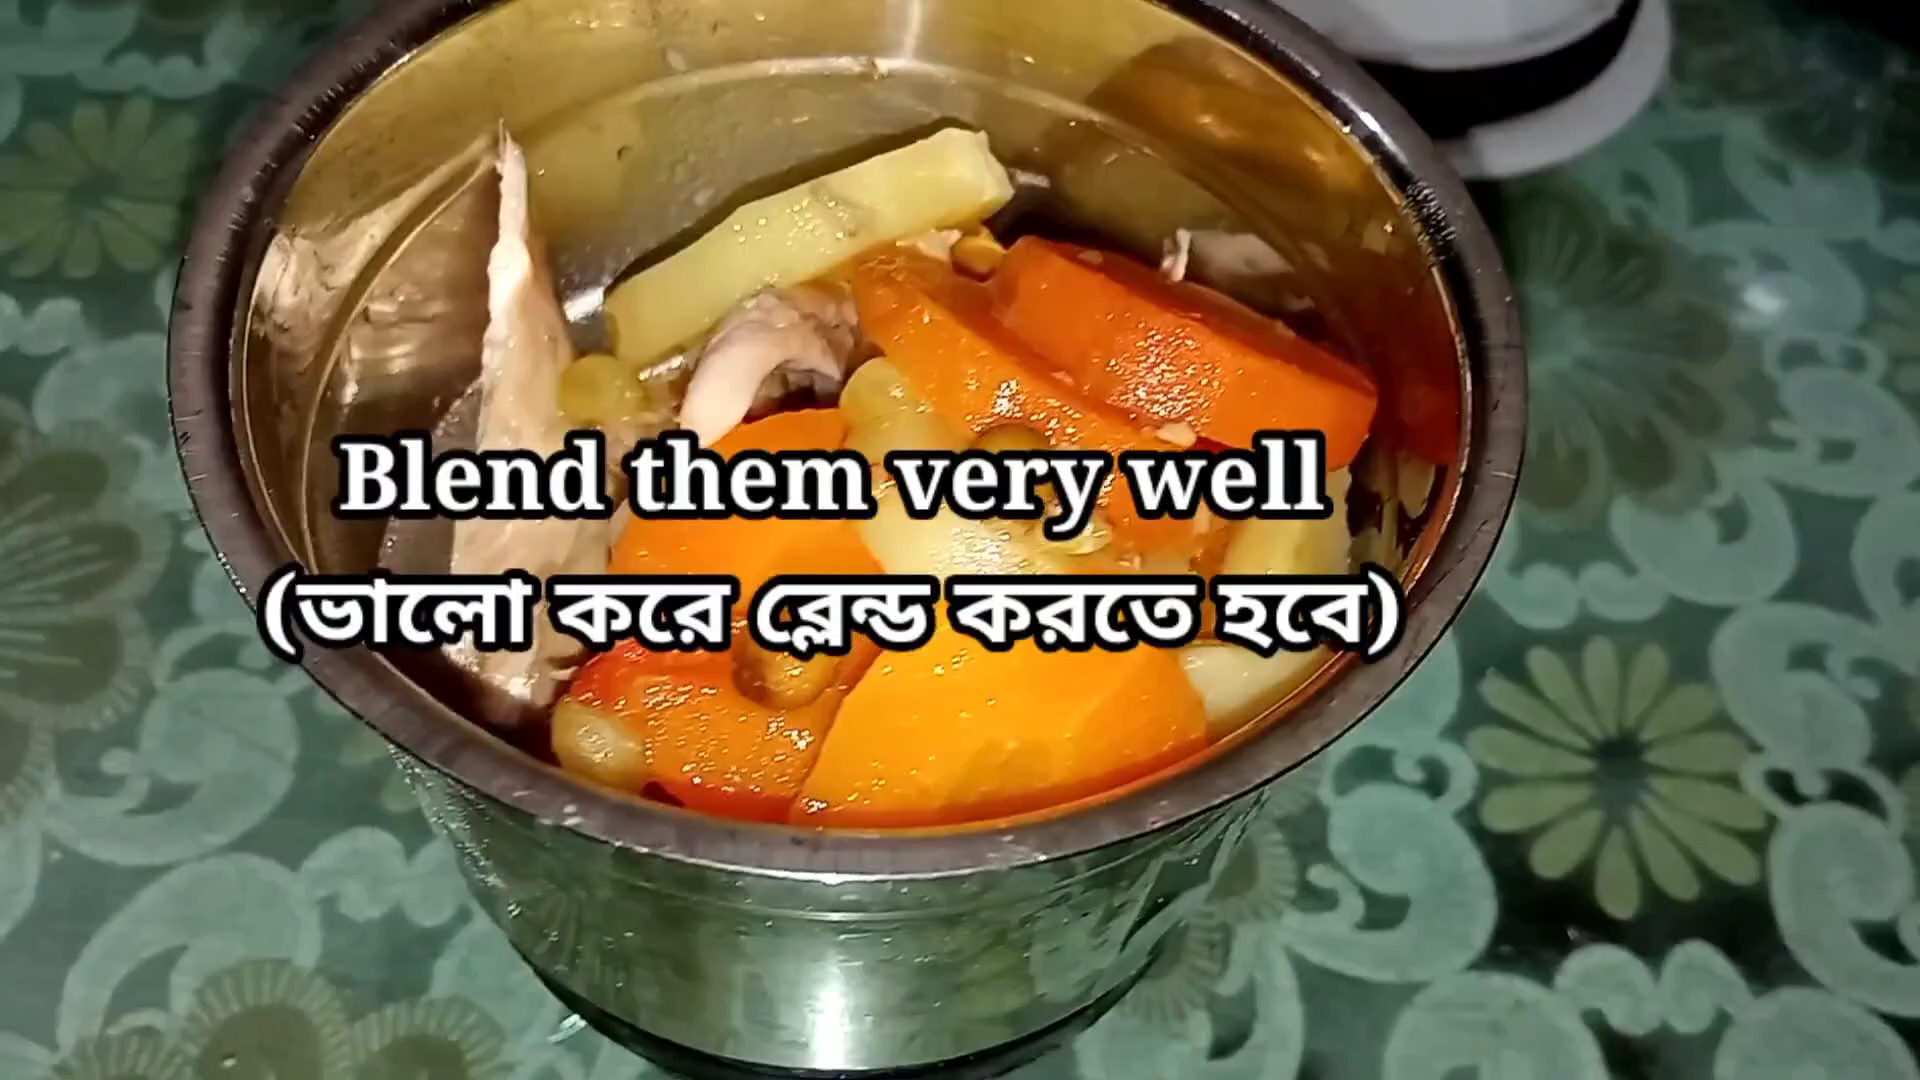 Blend them very well
(ভালো করে ব্লেন্ড করতে হবে)